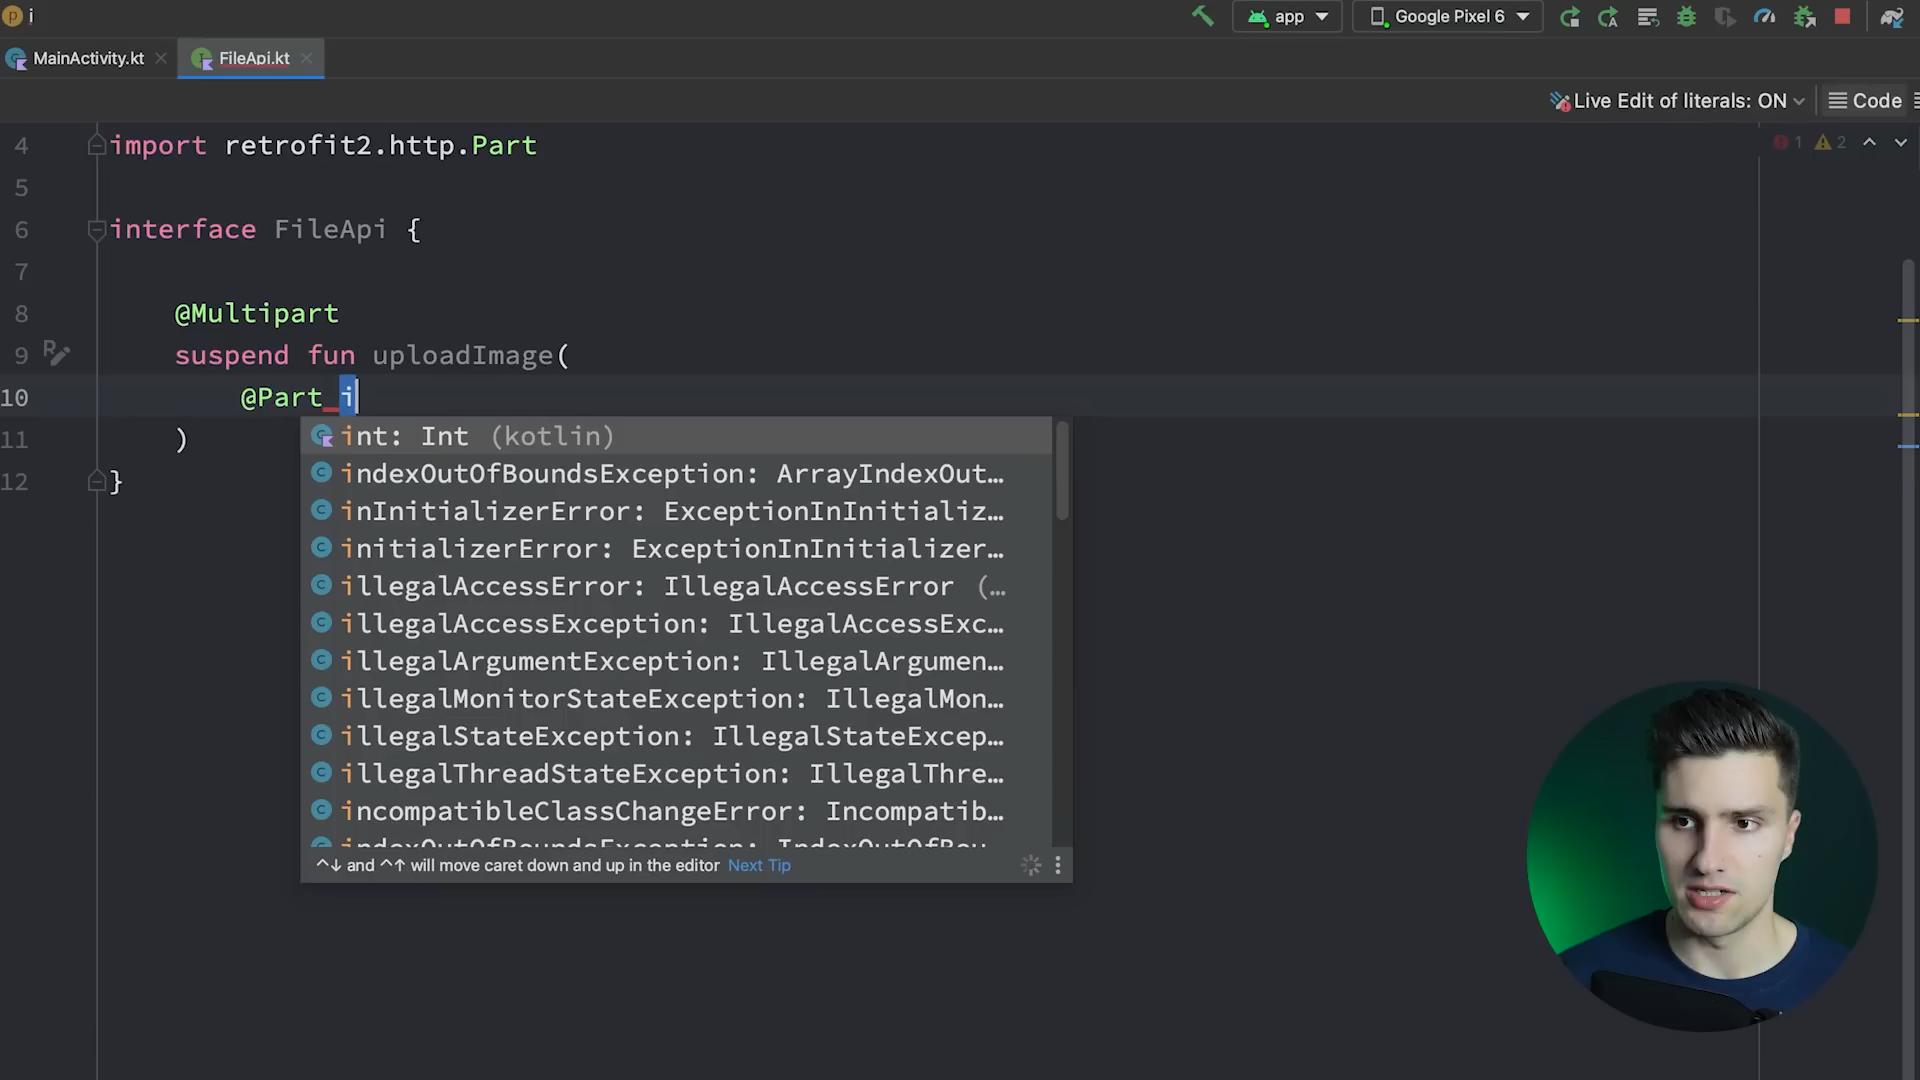 i
app
Google Pixel 6
MainActivity.kt
FileApi.kt
Live Edit of literals: ON
Code
4 import retrofit2.http.Part
1 2
5
6 interface FileApi {
7
8 @Multipart
9 suspend fun uploadImage(
10 @Part i
11 )
12 }
int: Int (kotlin)
indexOutOfBoundsException: ArrayIndexOut…
inInitializerError: ExceptionInInitializ…
initializerError: ExceptionInInitializer…
illegalAccessError: IllegalAccessError (…
illegalAccessException: IllegalAccessExc…
illegalArgumentException: IllegalArgumen…
illegalMonitorStateException: IllegalMon…
illegalStateException: IllegalStateExcep…
illegalThreadStateException: IllegalThre…
incompatibleClassChangeError: Incompatib…
indexOutOfBoundsException: IndexOutOfBou…
^↓ and ^↑ will move caret down and up in the editor Next Tip